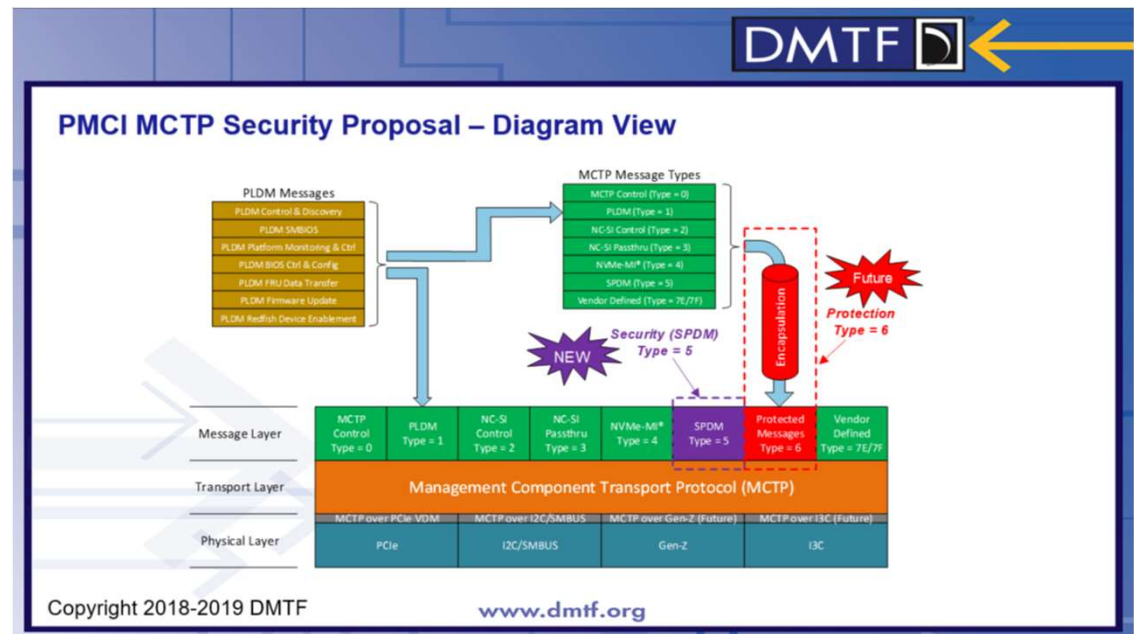 DMTF
PMCI MCTP Security Proposal – Diagram View
PLDM Messages
PLDM Control & Discovery
PLDM SMBIOS
PLDM Platform Monitoring & Ctrl
PLDM BIOS Ctrl & Config
PLDM FRU Data Transfer
PLDM Firmware Update
PLDM Redfish Device Enablement
MCTP Message Types
MCTP Control (Type = 0)
PLDM (Type = 1)
NC-SI Control (Type = 2)
NC-SI Passthru (Type = 3)
NVMe-MI® (Type = 4)
SPDM (Type = 5)
Vendor Defined (Type = 7E/7F)
Encapsulation
Future
Protection
Type = 6
NEW
Security (SPDM)
Type = 5
Message Layer
MCTP
Control
Type = 0
PLDM
Type = 1
NC-SI
Control
Type = 2
NC-SI
Passthru
Type = 3
NVMe-MI®
Type = 4
SPDM
Type = 5
Protected
Messages
Type = 6
Vendor
Defined
Type = 7E/7F
Transport Layer
Management Component Transport Protocol (MCTP)
MCTP over PCIe VDM
MCTP over I2C/SMBUS
MCTP over Gen-Z (Future)
MCTP over I3C (Future)
Physical Layer
PCIe
I2C/SMBUS
Gen-Z
I3C
Copyright 2018-2019 DMTF
www.dmtf.org